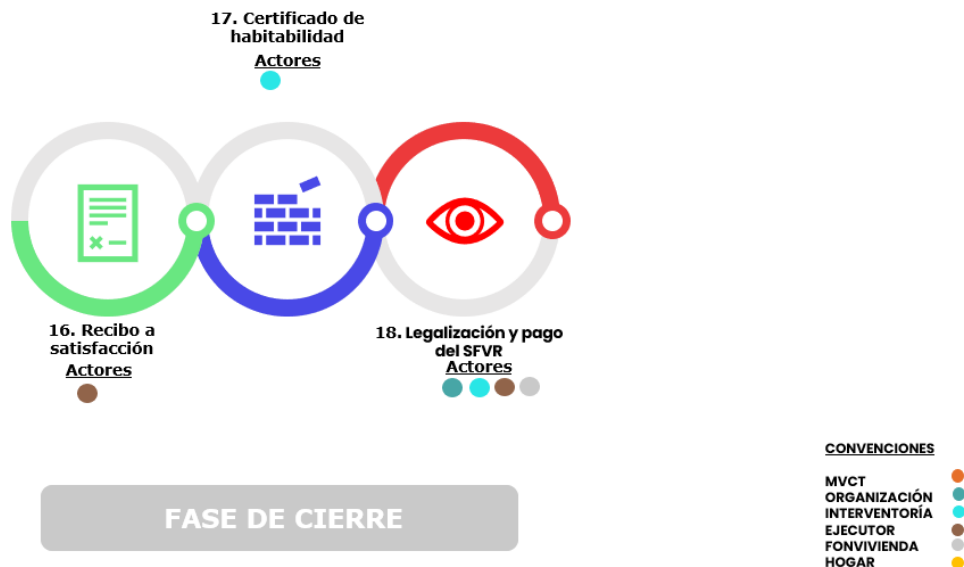 17. Certificado de
habitabilidad
Actores
16. Recibo a
satisfacción
Actores
18. Legalización y pago
del SFVR
Actores
FASE DE CIERRE
CONVENCIONES
MVCT
ORGANIZACIÓN
INTERVENTORÍA
EJECUTOR
FONVIVIENDA
HOGAR